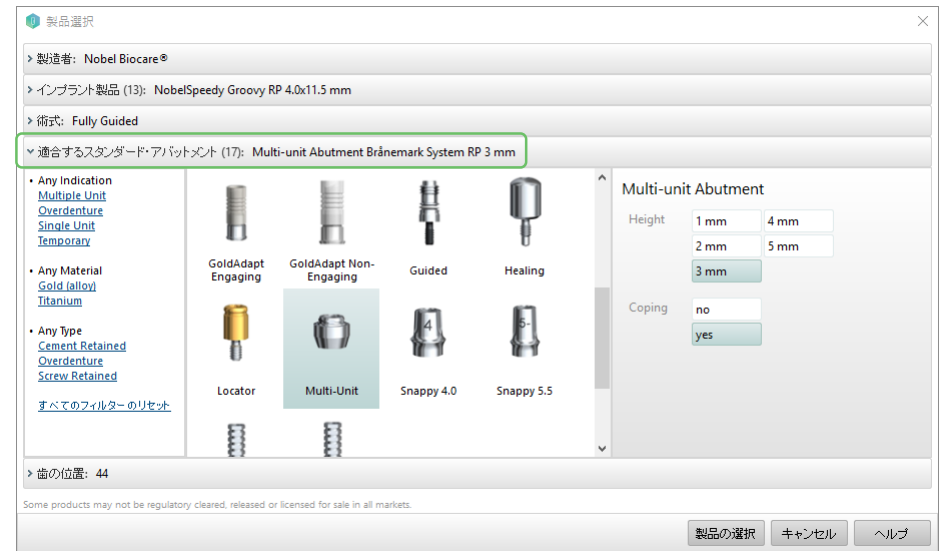 製品選択
製造者: Nobel Biocare®
インプラント製品 (13): NobelSpeedy Groovy RP 4.0x11.5 mm
術式: Fully Guided
適合するスタンダード・アバットメント (17): Multi-unit Abutment Brånemark System RP 3 mm
• Any Indication
Multiple Unit
Overdenture
Single Unit
Temporary
• Any Material
Gold (alloy)
Titanium
• Any Type
Cement Retained
Overdenture
Screw Retained
すべてのフィルターのリセット
GoldAdapt Engaging
GoldAdapt Non-Engaging
Guided
Healing
Locator
Multi-Unit
4
Snappy 4.0
5-
Snappy 5.5
Multi-unit Abutment
Height
1 mm 4 mm
2 mm 5 mm
3 mm
Coping
no
yes
歯の位置: 44
Some products may not be regulatory cleared, released or licensed for sale in all markets.
製品の選択 キャンセル ヘルプ